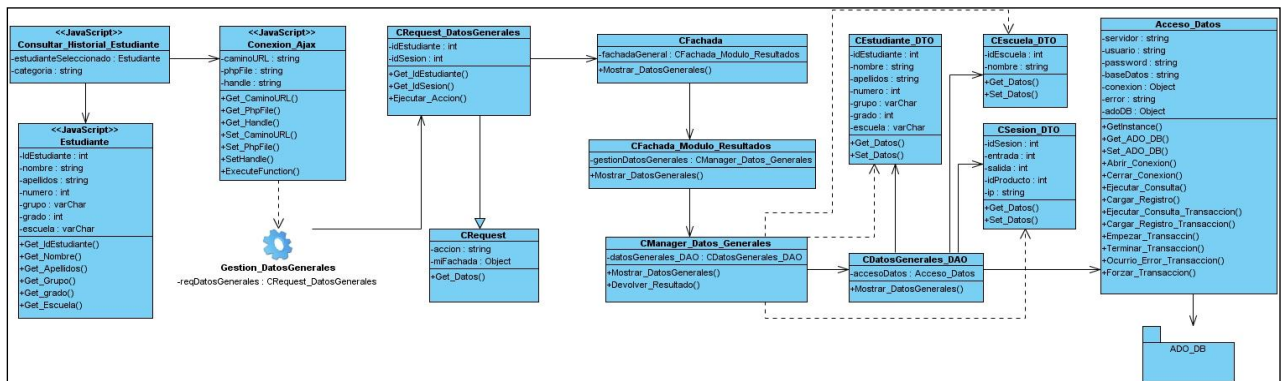 <<JavaScript>>
Consultar_Historial_Estudiante
-estudianteSeleccionado : Estudiante
-categoria : string
<<JavaScript>>
Estudiante
-IdEstudiante : int
-nombre : string
-apellidos : string
-numero : int
-grupo : varChar
-grado : int
-escuela : varChar
+Get_IdEstudiante()
+Get_Nombre()
+Get_Apellidos()
+Get_Grupo()
+Get_grado()
+Get_Escuela()
<<JavaScript>>
Conexion_Ajax
-caminoURL : string
-phpFile : string
-handle : string
+Get_CaminoURL()
+Get_PhpFile()
+Get_Handle()
+Set_CaminoURL()
+Set_PhpFile()
+SetHandle()
+ExecuteFunction()
Gestion_DatosGenerales
-reqDatosGenerales : CRequest_DatosGenerales
CRequest_DatosGenerales
-idEstudiante : int
-idSesion : int
+Get_IdEstudiante()
+Get_IdSesion()
+Ejecutar_Accion()
CRequest
-accion : string
-miFachada : Object
+Get_Datos()
CFachada
-fachadaGeneral : CFachada_Modulo_Resultados
+Mostrar_DatosGenerales()
CFachada_Modulo_Resultados
-gestionDatosGenerales : CManager_Datos_Generales
+Mostrar_DatosGenerales()
CManager_Datos_Generales
-datosGenerales_DAO : CDatosGenerales_DAO
+Mostrar_DatosGenerales()
+Devolver_Resultado()
CEstudiante_DTO
-idEstudiante : int
-nombre : string
-apellidos : string
-numero : int
-grupo : varChar
-grado : int
-escuela : varChar
+Get_Datos()
+Set_Datos()
CDatosGenerales_DAO
-accesoDatos : Acceso_Datos
+Mostrar_DatosGenerales()
CEscuela_DTO
-idEscuela : int
-nombre : string
+Get_Datos()
+Set_Datos()
CSesion_DTO
-idSesion : int
-entrada : int
-salida : int
-idProducto : int
-ip : string
+Get_Datos()
+Set_Datos()
Acceso_Datos
-servidor : string
-usuario : string
-password : string
-baseDatos : string
-conexion : Object
-error : string
-adoDB : Object
+GetInstance()
+Get_ADO_DB()
+Set_ADO_DB()
+Abrir_Conexion()
+Cerrar_Conexion()
+Ejecutar_Consulta()
+Cargar_Registro()
+Ejecutar_Consulta_Transaccion()
+Cargar_Registro_Transaccion()
+Empezar_Transaccin()
+Terminar_Transaccion()
+Ocurrio_Error_Transaccion()
+Forzar_Transaccion()
ADO_DB